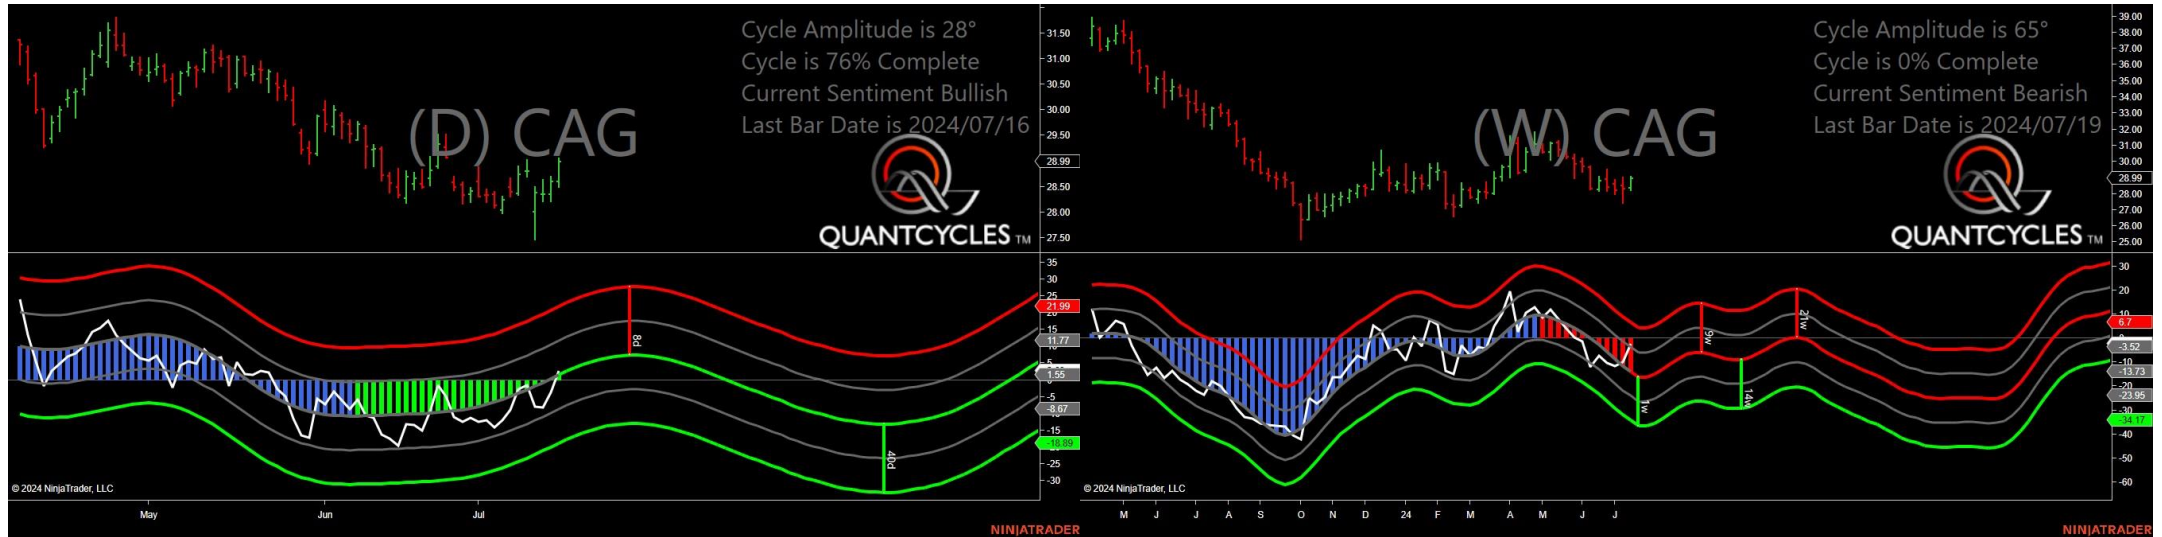 Cycle Amplitude is 28°
Cycle is 76% Complete
Current Sentiment Bullish
Last Bar Date is 2024/07/16
(D) CAG
QUANTCYCLES TM
31.50
31.00
30.50
30.00
29.50
28.99
28.50
28.00
27.50
35
30
25
21.99
15
11.77
5
1.55
-5
-8.67
-15
-18.89
-25
-30
8d
40d
© 2024 NinjaTrader, LLC
May Jun Jul
NINJATRADER
Cycle Amplitude is 65°
Cycle is 0% Complete
Current Sentiment Bearish
Last Bar Date is 2024/07/19
(W) CAG
QUANTCYCLES TM
39.00
38.00
37.00
36.00
35.00
34.00
33.00
32.00
31.00
30.00
28.99
28.00
27.00
26.00
25.00
30
20
10
6.7
-3.52
-10
-13.73
-20
-23.95
-30
-34.17
-40
-50
-60
1w
9w
14w
21w
© 2024 NinjaTrader, LLC
M J J A S O N D 24 F M A M J J
NINJATRADER